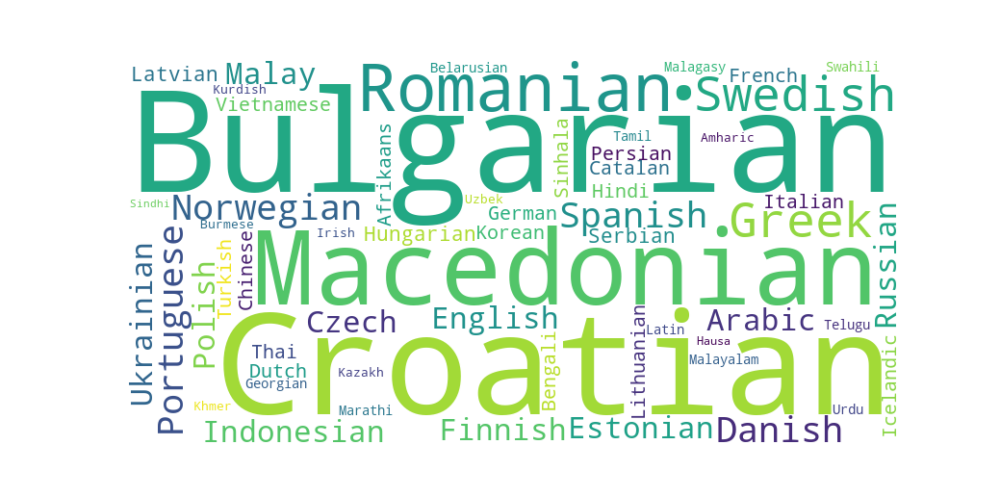 Latvian
Malay
Kurdish
Vietnamese
Romanian
Belarusian
Malagasy
French
Swahili
Swedish
Bulgarian
Afrikaans
Sinhala
Tamil
Persian
Catalan
Hindi
Amharic
Sindhi
Norwegian
Burmese
Irish
Uzbek
German
Hungarian
Korean
Spanish
Serbian
Italian
Greek
Russian
Ukrainian
Portuguese
Polish
Turkish
Chinese
Macedonian
Czech
English
Lithuanian
Latin
Arabic
Telugu
Hausa
Malayalam
Icelandic
Thai
Dutch
Georgian
Kazakh
Bengali
Croatian
Khmer
Marathi
Urdu
Indonesian
Finnish
Estonian
Danish